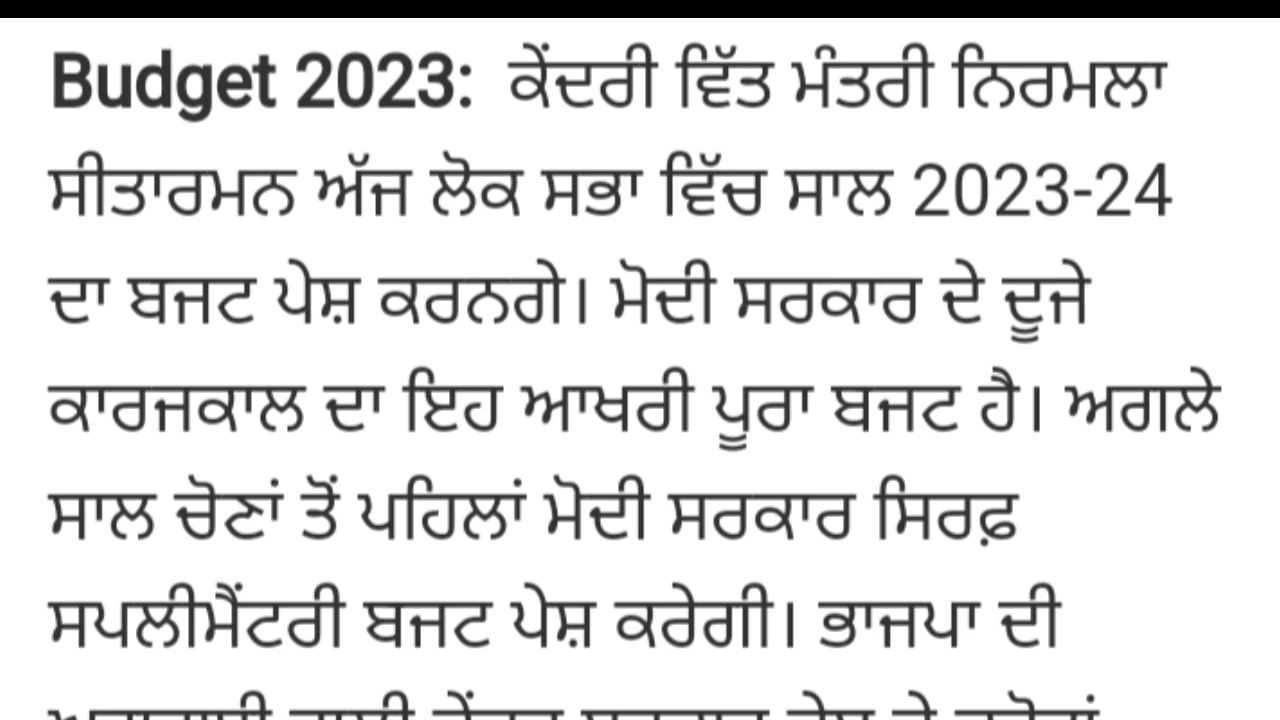 Budget 2023: ਕੇਂਦਰੀ ਵਿੱਤ ਮੰਤਰੀ ਨਿਰਮਲਾ
ਸੀਤਾਰਮਨ ਅੱਜ ਲੋਕ ਸਭਾ ਵਿੱਚ ਸਾਲ 2023-24
ਦਾ ਬਜਟ ਪੇਸ਼ ਕਰਨਗੇ। ਮੋਦੀ ਸਰਕਾਰ ਦੇ ਦੂਜੇ
ਕਾਰਜਕਾਲ ਦਾ ਇਹ ਆਖਰੀ ਪੂਰਾ ਬਜਟ ਹੈ। ਅਗਲੇ
ਸਾਲ ਚੋਣਾਂ ਤੋਂ ਪਹਿਲਾਂ ਮੋਦੀ ਸਰਕਾਰ ਸਿਰਫ਼
ਸਪਲੀਮੈਂਟਰੀ ਬਜਟ ਪੇਸ਼ ਕਰੇਗੀ। ਭਾਜਪਾ ਦੀ